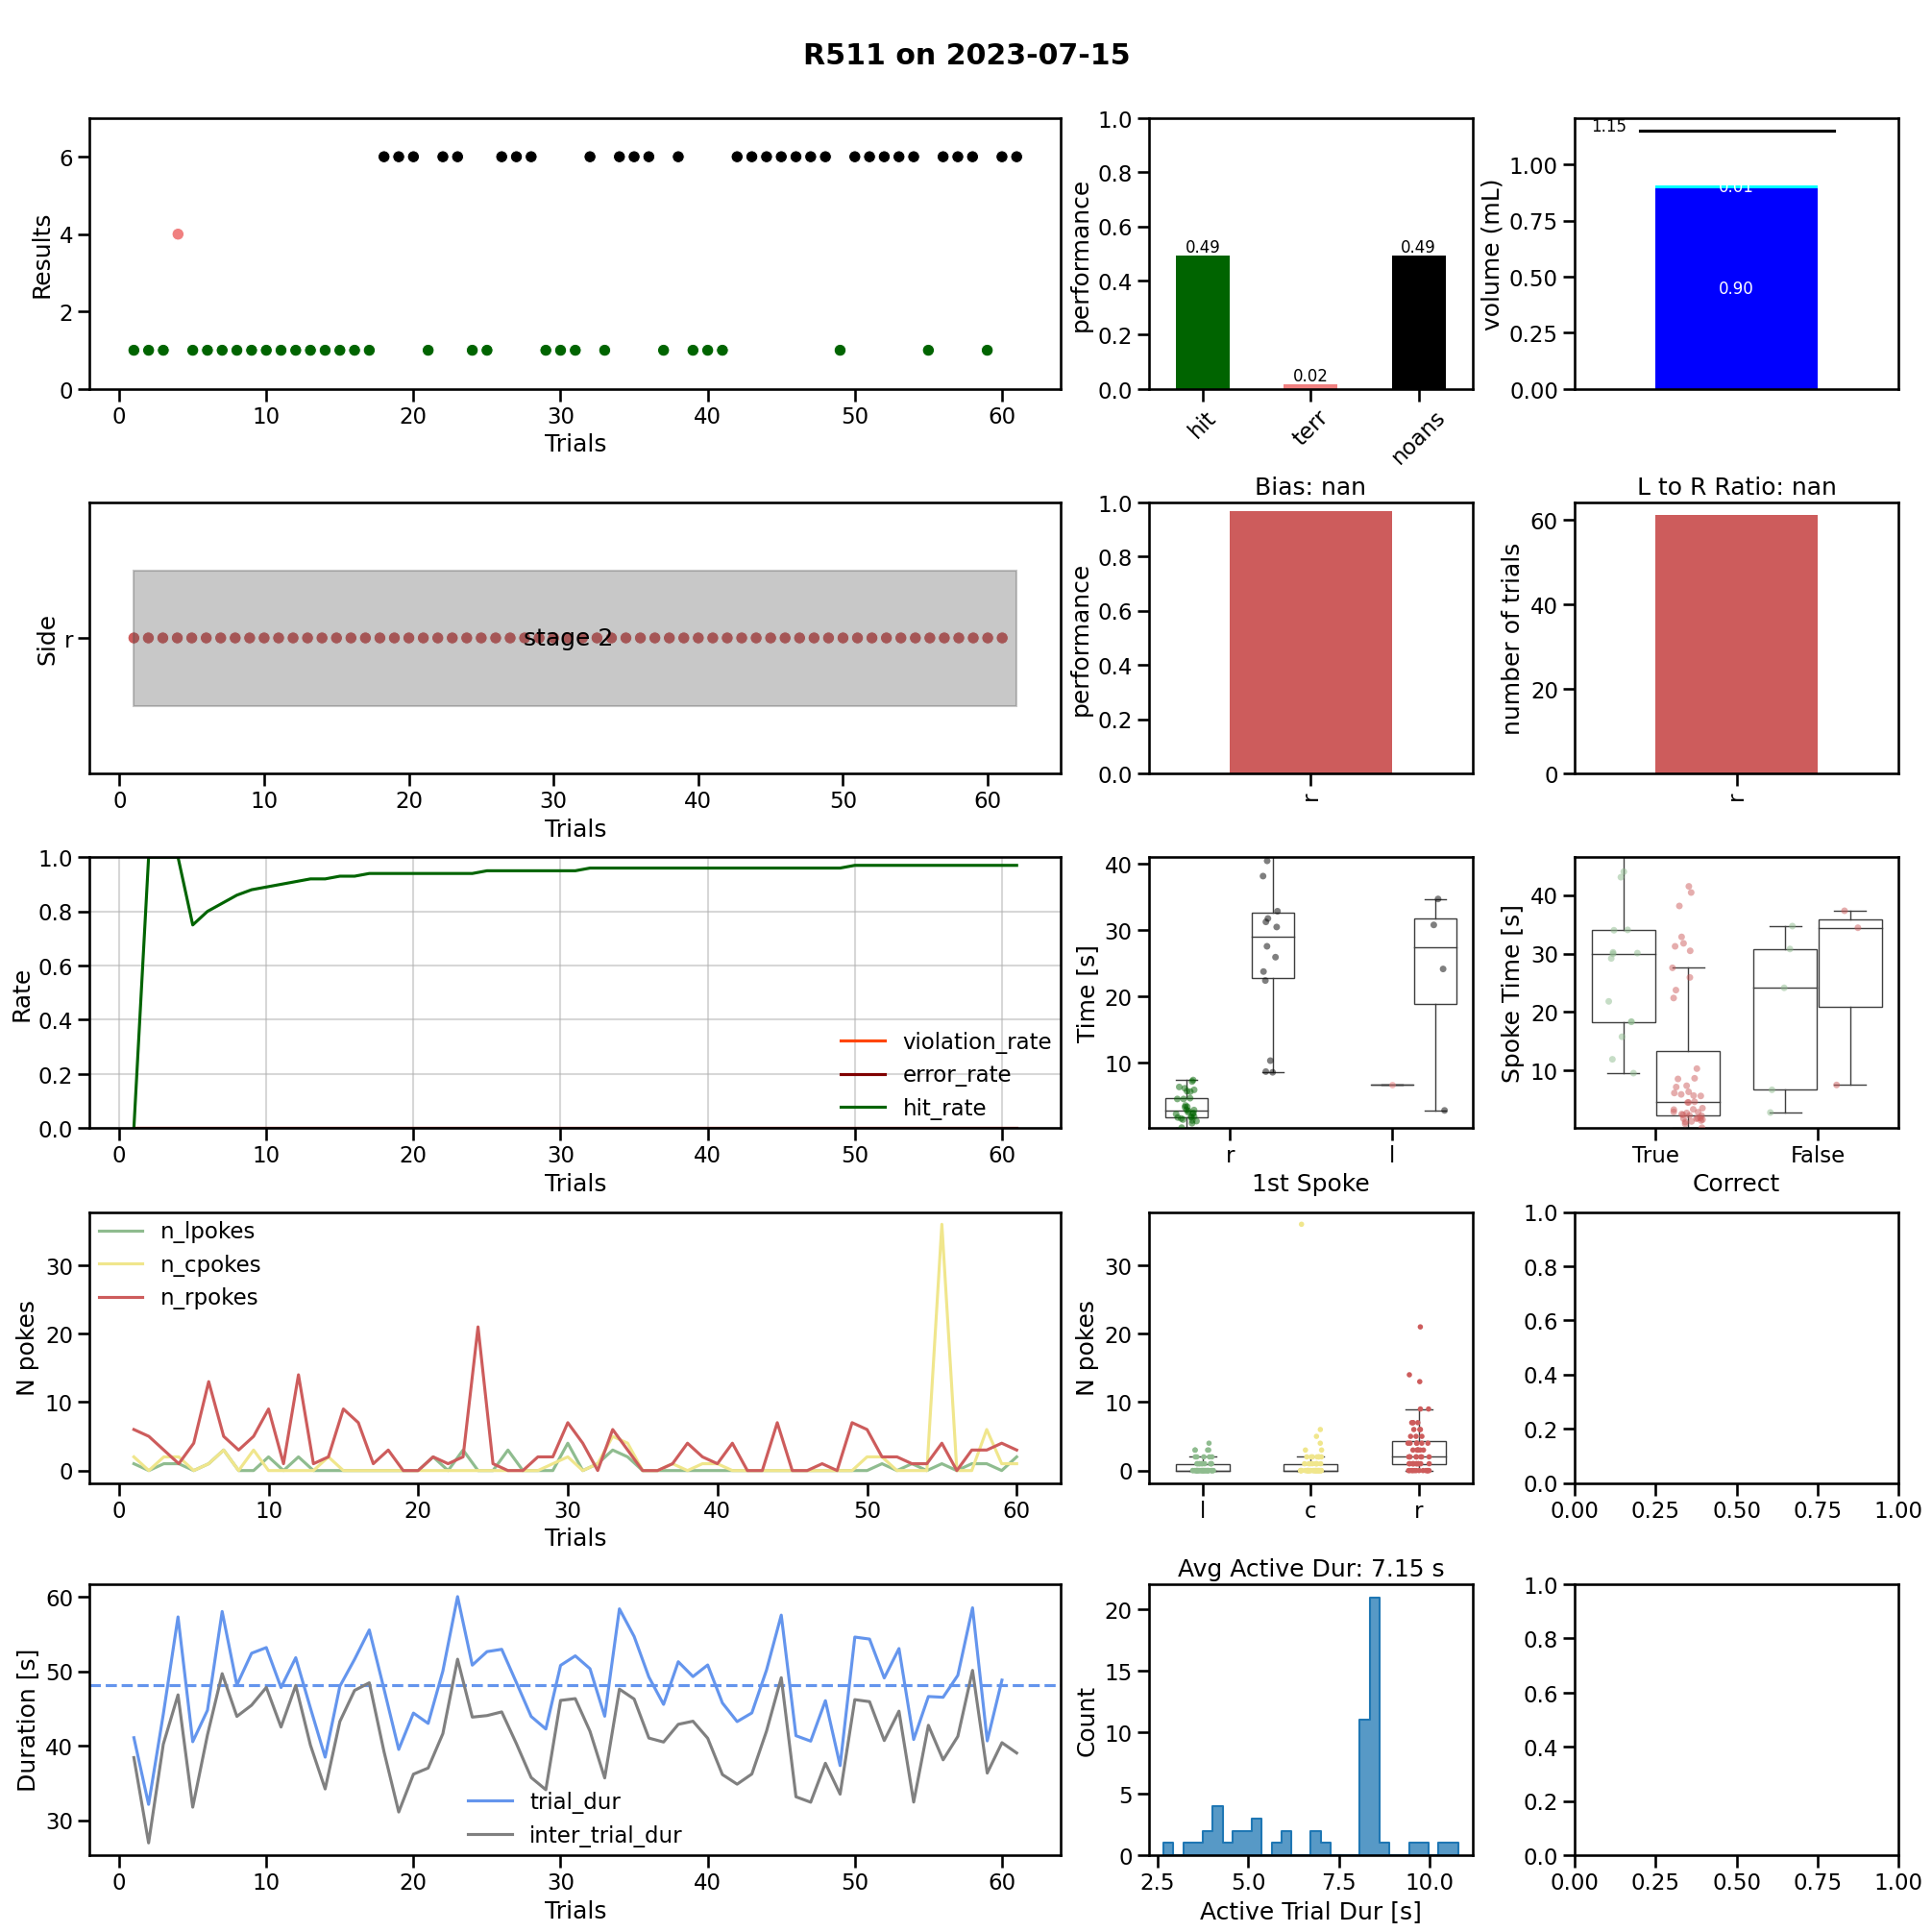 R511 on 2023-07-15
Results
0
2
4
6
0 10 20 30 40 50 60
Trials
performance
0.0
0.2
0.4
0.6
0.8
1.0
0.49
0.02
0.49
hit terr noans
volume (mL)
0.00
0.25
0.50
0.75
1.00
1.15
0.01
0.90
Side
r
stage 2
0 10 20 30 40 50 60
Trials
Bias: nan
performance
0.0
0.2
0.4
0.6
0.8
1.0
r
L to R Ratio: nan
number of trials
0
20
40
60
r
Rate
0.0
0.2
0.4
0.6
0.8
1.0
violation_rate
error_rate
hit_rate
0 10 20 30 40 50 60
Trials
Time [s]
10
20
30
40
r l
1st Spoke
Spoke Time [s]
10
20
30
40
True False
Correct
N pokes
0
10
20
30
n_lpokes
n_cpokes
n_rpokes
0 10 20 30 40 50 60
Trials
N pokes
0
10
20
30
l c r
0.0
0.2
0.4
0.6
0.8
1.0
0.00 0.25 0.50 0.75 1.00
Duration [s]
30
40
50
60
trial_dur
inter_trial_dur
0 10 20 30 40 50 60
Trials
Avg Active Dur: 7.15 s
Count
0
5
10
15
20
2.5 5.0 7.5 10.0
Active Trial Dur [s]
0.0
0.2
0.4
0.6
0.8
1.0
0.00 0.25 0.50 0.75 1.00